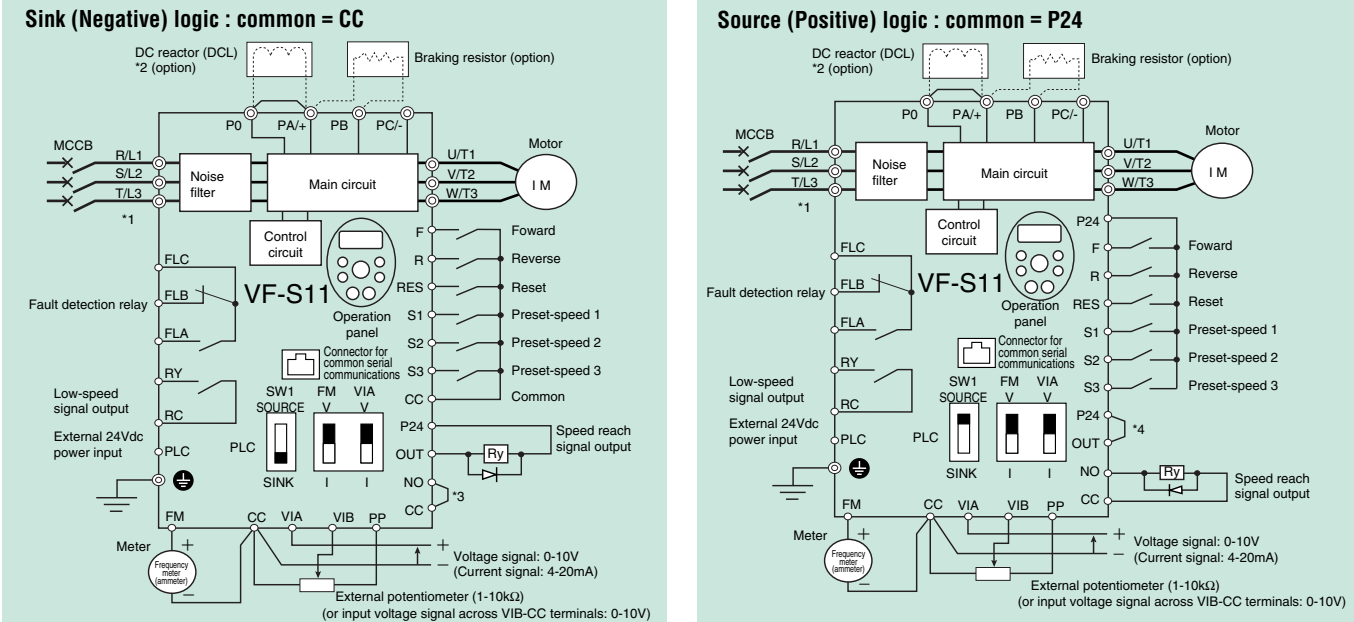 Sink (Negative) logic : common = CC
DC reactor (DCL)
*2 (option)
Braking resistor (option)
P0
PA/+
PB
PC/-
MCCB
R/L1
S/L2
T/L3
*1
Noise
filter
Main circuit
U/T1
V/T2
W/T3
Motor
I M
Control
circuit
VF-S11
Operation
panel
F
Foward
R
Reverse
RES
Reset
S1
Preset-speed 1
S2
Preset-speed 2
S3
Preset-speed 3
CC
Common
P24
OUT
Ry
Speed reach
signal output
NO
CC
*3
FLC
FLB
FLA
Fault detection relay
RY
RC
Low-speed
signal output
External 24Vdc
power input
PLC
Connector for
common serial
communications
SW1
SOURCE
PLC
SINK
FM
V
I
VIA
V
I
FM
CC
VIA
VIB
PP
Meter
+
Frequency
meter
(ammeter)
−
+
−
Voltage signal: 0-10V
(Current signal: 4-20mA)
External potentiometer (1-10kΩ)
(or input voltage signal across VIB-CC terminals: 0-10V)
Source (Positive) logic : common = P24
DC reactor (DCL)
*2 (option)
Braking resistor (option)
P0
PA/+
PB
PC/-
MCCB
R/L1
S/L2
T/L3
*1
Noise
filter
Main circuit
U/T1
V/T2
W/T3
Motor
I M
Control
circuit
VF-S11
Operation
panel
P24
F
Foward
R
Reverse
RES
Reset
S1
Preset-speed 1
S2
Preset-speed 2
S3
Preset-speed 3
P24
OUT
*4
NO
CC
Ry
Speed reach
signal output
FLC
FLB
FLA
Fault detection relay
RY
RC
Low-speed
signal output
External 24Vdc
power input
PLC
Connector for
common serial
communications
SW1
SOURCE
PLC
SINK
FM
V
I
VIA
V
I
FM
CC
VIA
VIB
PP
Meter
+
Frequency
meter
(ammeter)
−
+
−
Voltage signal: 0-10V
(Current signal: 4-20mA)
External potentiometer (1-10kΩ)
(or input voltage signal across VIB-CC terminals: 0-10V)